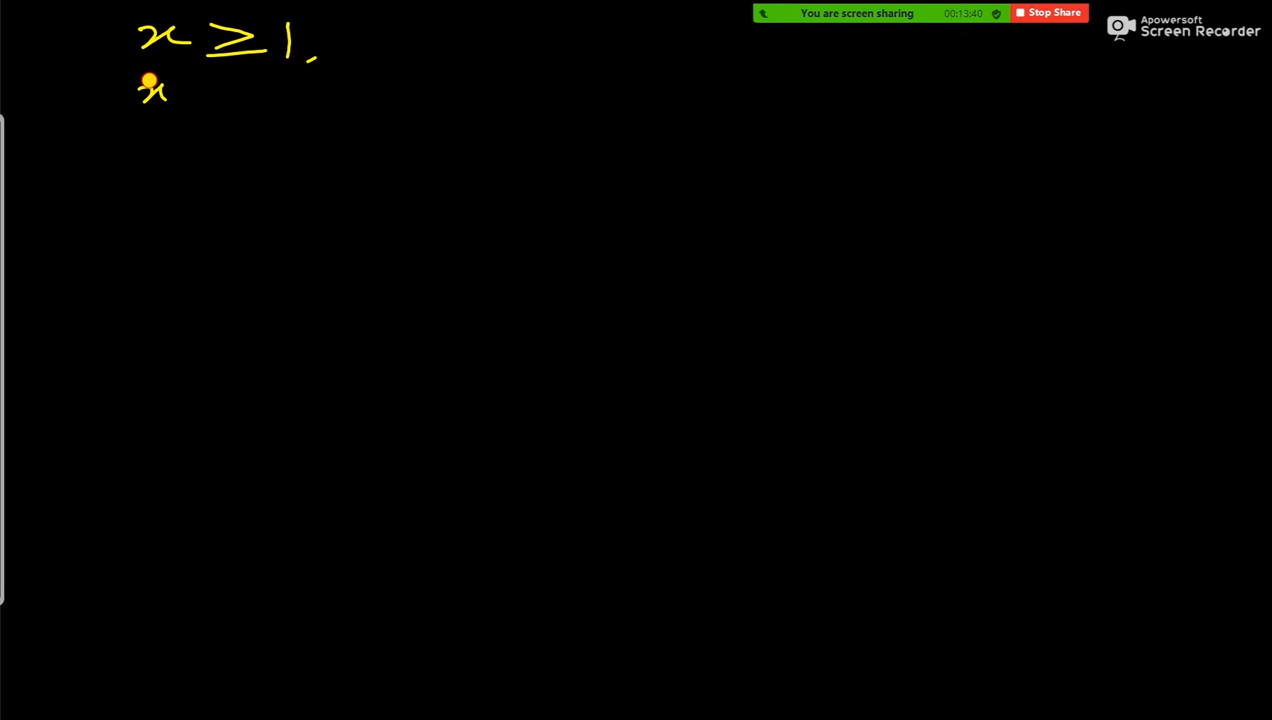 x ≥ 1,
x
You are screen sharing 00:13:40 Stop Share
Apowersoft
Screen Recorder